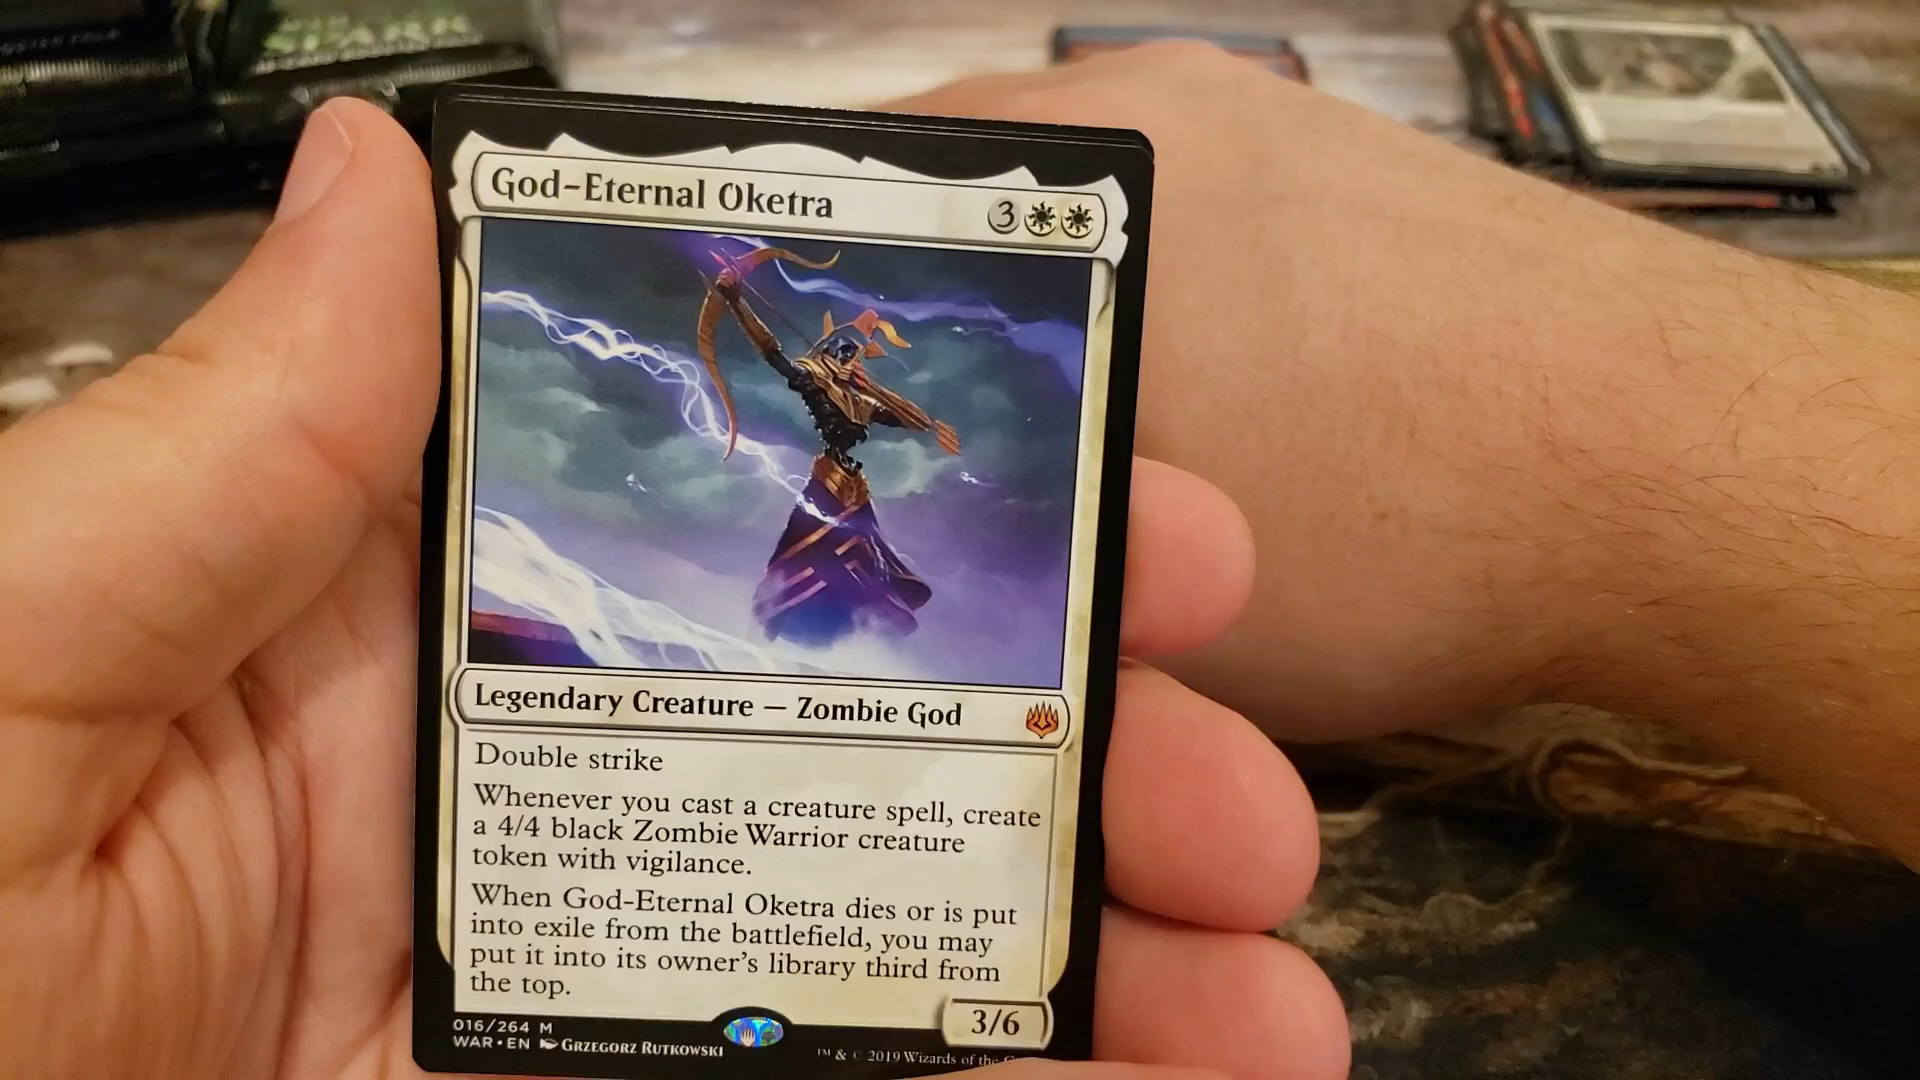 God-Eternal Oketra
3
Legendary Creature — Zombie God
Double strike
Whenever you cast a creature spell, create
a 4/4 black Zombie Warrior creature
token with vigilance.
When God-Eternal Oketra dies or is put
into exile from the battlefield, you may
put it into its owner's library third from
the top.
3/6
016/264 M
WAR • EN Grzegorz Rutkowski
™ & © 2019 Wizards of the